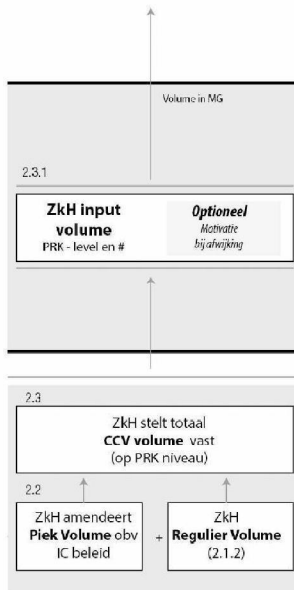 Volume in MG
2.3.1
ZkH input
volume
PRK - level en #
Optioneel
Motivatie
bij afwijking
2.3
ZkH stelt totaal
CCV volume vast
(op PRK niveau)
2.2
ZkH amendeert
Piek Volume obv
IC beleid
+
ZkH
Regulier Volume
(2.1.2)